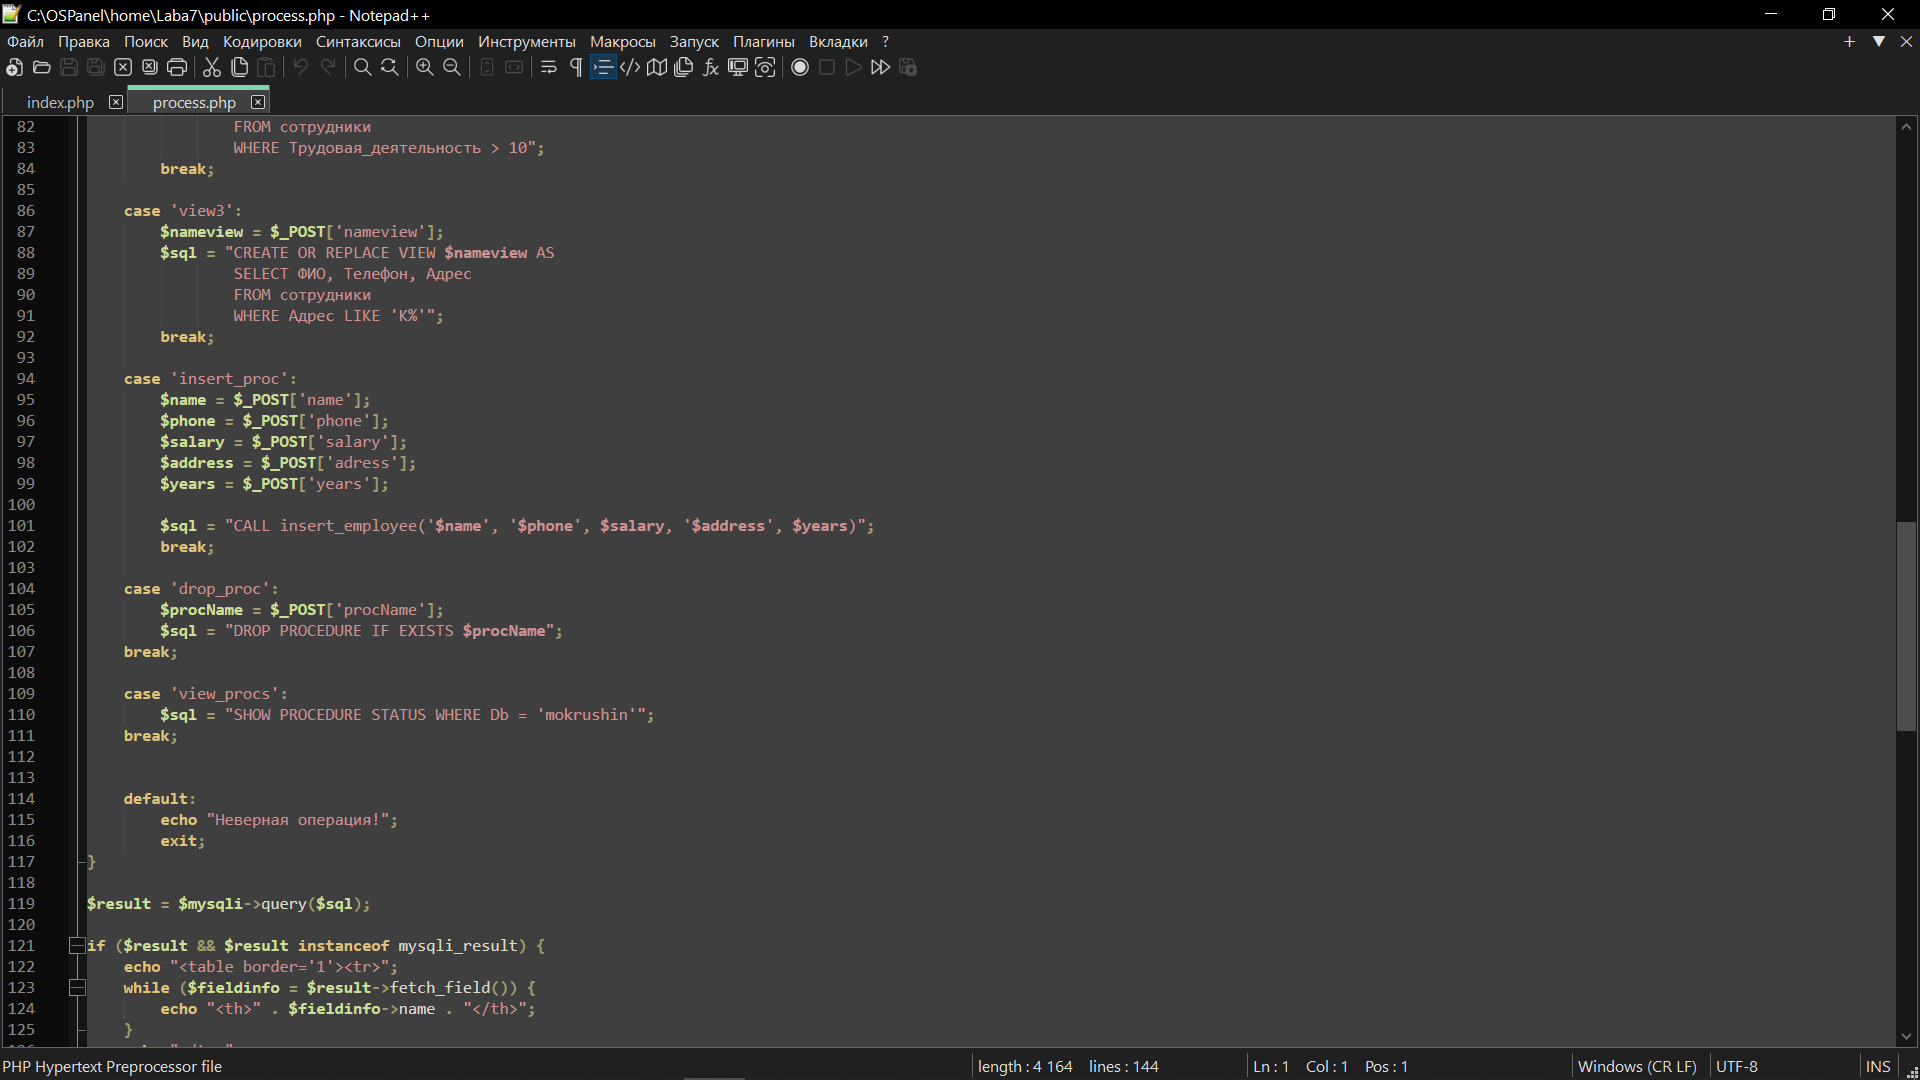 C:\OSPanel\home\Laba7\public\process.php - Notepad++
Файл Правка Поиск Вид Кодировки Синтаксисы Опции Инструменты Макросы Запуск Плагины Вкладки ?
index.php process.php
82 FROM сотрудники
83 WHERE Трудовая_деятельность > 10";
84 break;
85
86 case 'view3':
87 $nameview = $_POST['nameview'];
88 $sql = "CREATE OR REPLACE VIEW $nameview AS
89 SELECT ФИО, Телефон, Адрес
90 FROM сотрудники
91 WHERE Адрес LIKE 'К%'";
92 break;
93
94 case 'insert_proc':
95 $name = $_POST['name'];
96 $phone = $_POST['phone'];
97 $salary = $_POST['salary'];
98 $address = $_POST['adress'];
99 $years = $_POST['years'];
100
101 $sql = "CALL insert_employee('$name', '$phone', $salary, '$address', $years)";
102 break;
103
104 case 'drop_proc':
105 $procName = $_POST['procName'];
106 $sql = "DROP PROCEDURE IF EXISTS $procName";
107 break;
108
109 case 'view_procs':
110 $sql = "SHOW PROCEDURE STATUS WHERE Db = 'mokrushin'";
111 break;
112
113
114 default:
115 echo "Неверная операция!";
116 exit;
117 }
118
119 $result = $mysqli->query($sql);
120
121 if ($result && $result instanceof mysqli_result) {
122 echo "<table border='1'><tr>";
123 while ($fieldinfo = $result->fetch_field()) {
124 echo "<th>" . $fieldinfo->name . "</th>";
125 }
PHP Hypertext Preprocessor file length : 4 164 lines : 144 Ln : 1 Col : 1 Pos : 1 Windows (CR LF) UTF-8 INS